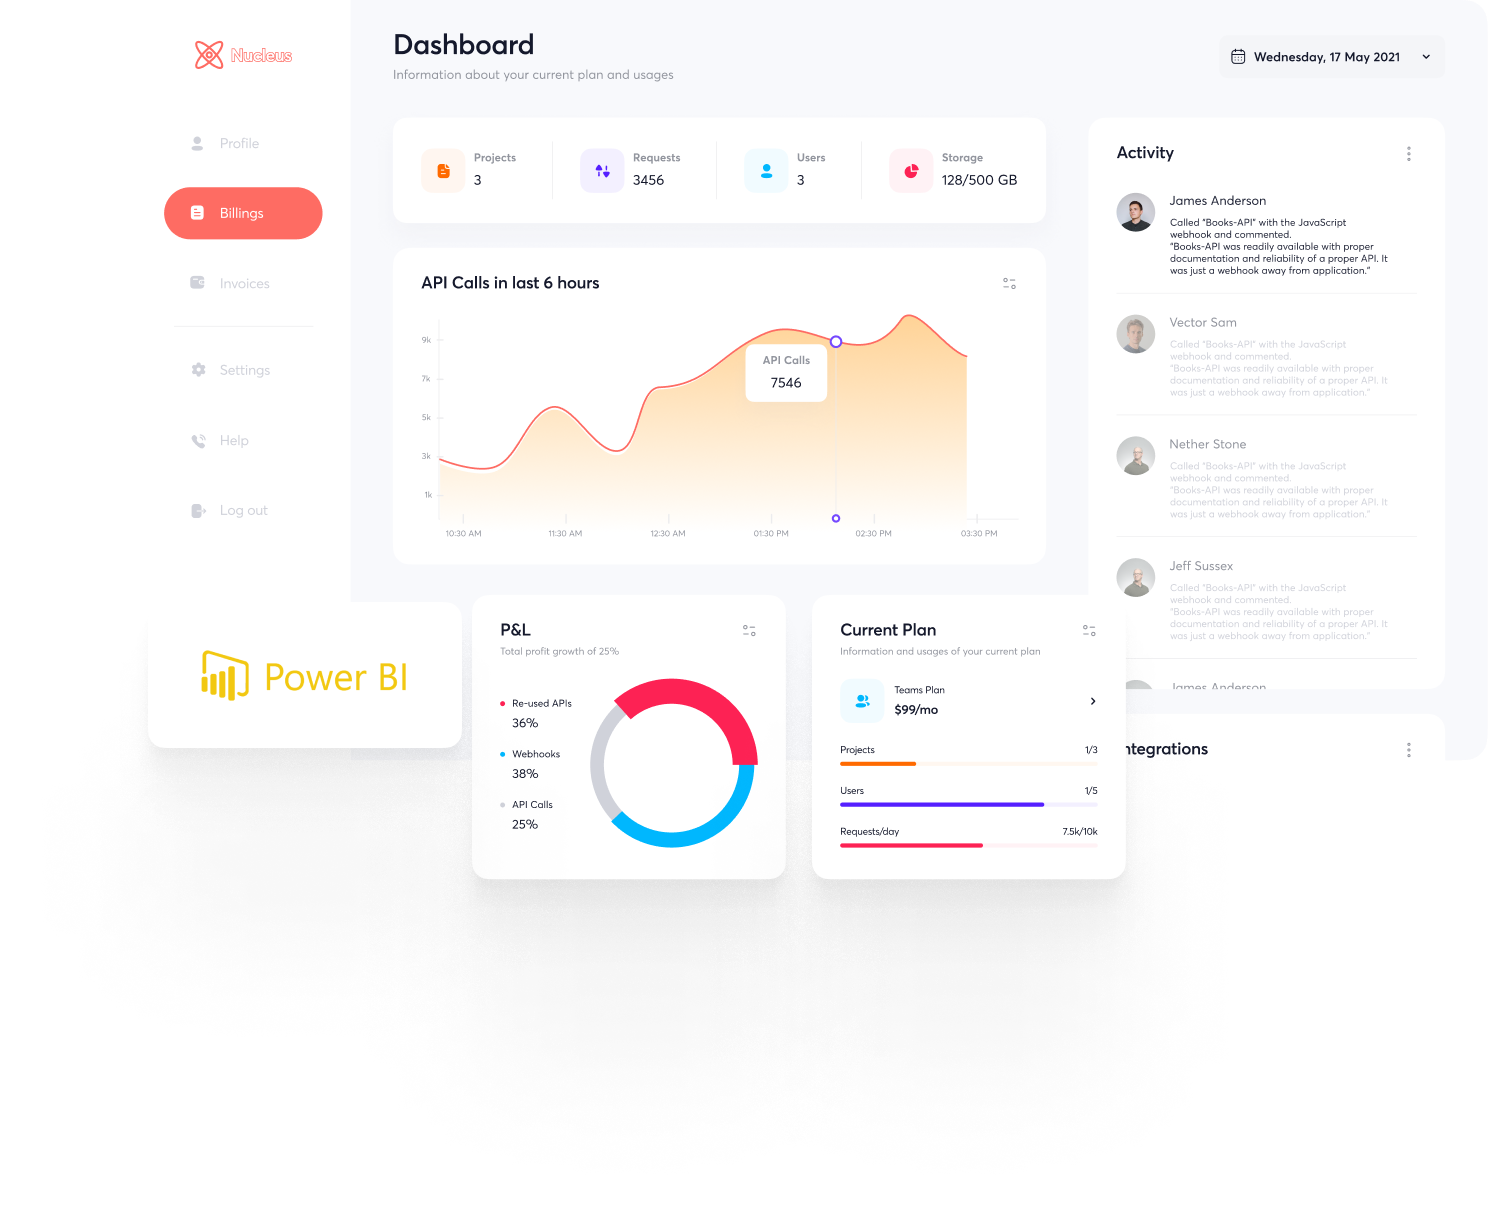 Nucleus
Profile
Billings
Invoices
Settings
Help
Log out
Dashboard
Information about your current plan and usages
Wednesday, 17 May 2021
Projects
3
Requests
3456
Users
3
Storage
128/500 GB
API Calls in last 6 hours
9k
7k
5k
3k
1k
API Calls
7546
10:30 AM
11:30 AM
12:30 AM
01:30 PM
02:30 PM
03:30 PM
Activity
James Anderson
Called "Books-API" with the JavaScript
webhook and commented.
"Books-API was readily available with proper
documentation and reliability of a proper API. It
was just a webhook away from application."
Vector Sam
Called "Books-API" with the JavaScript
webhook and commented.
"Books-API was readily available with proper
documentation and reliability of a proper API. It
was just a webhook away from application."
Nether Stone
Called "Books-API" with the JavaScript
webhook and commented.
"Books-API was readily available with proper
documentation and reliability of a proper API. It
was just a webhook away from application."
Jeff Sussex
Called "Books-API" with the JavaScript
webhook and commented.
"Books-API was readily available with proper
documentation and reliability of a proper API. It
was just a webhook away from application."
James Anderson
ntegrations
Power BI
P&L
Total profit growth of 25%
Re-used APIs
36%
Webhooks
38%
API Calls
25%
Current Plan
Information and usages of your current plan
Teams Plan
$99/mo
Projects 1/3
Users 1/5
Requests/day 7.5k/10k